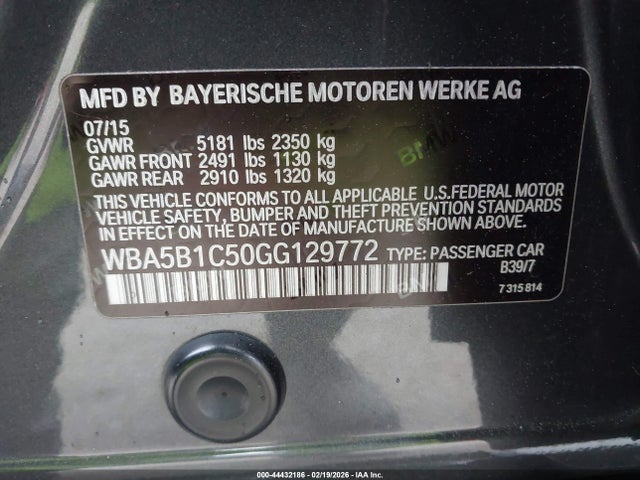 MFD BY BAYERISCHE MOTOREN WERKE AG
07/15
GVWR 5181 lbs 2350 kg
GAWR FRONT 2491 lbs 1130 kg
GAWR REAR 2910 lbs 1320 kg
THIS VEHICLE CONFORMS TO ALL APPLICABLE U.S.FEDERAL MOTOR
VEHICLE SAFETY, BUMPER AND THEFT PREVENTION STANDARDS
IN EFFECT ON THE DATE OF MANUFACTURE SHOWN ABOVE.
WBA5B1C50GG129772 TYPE: PASSENGER CAR
B39/7
7 315 814
000-44432186 - 02/19/2026 - IAA Inc.